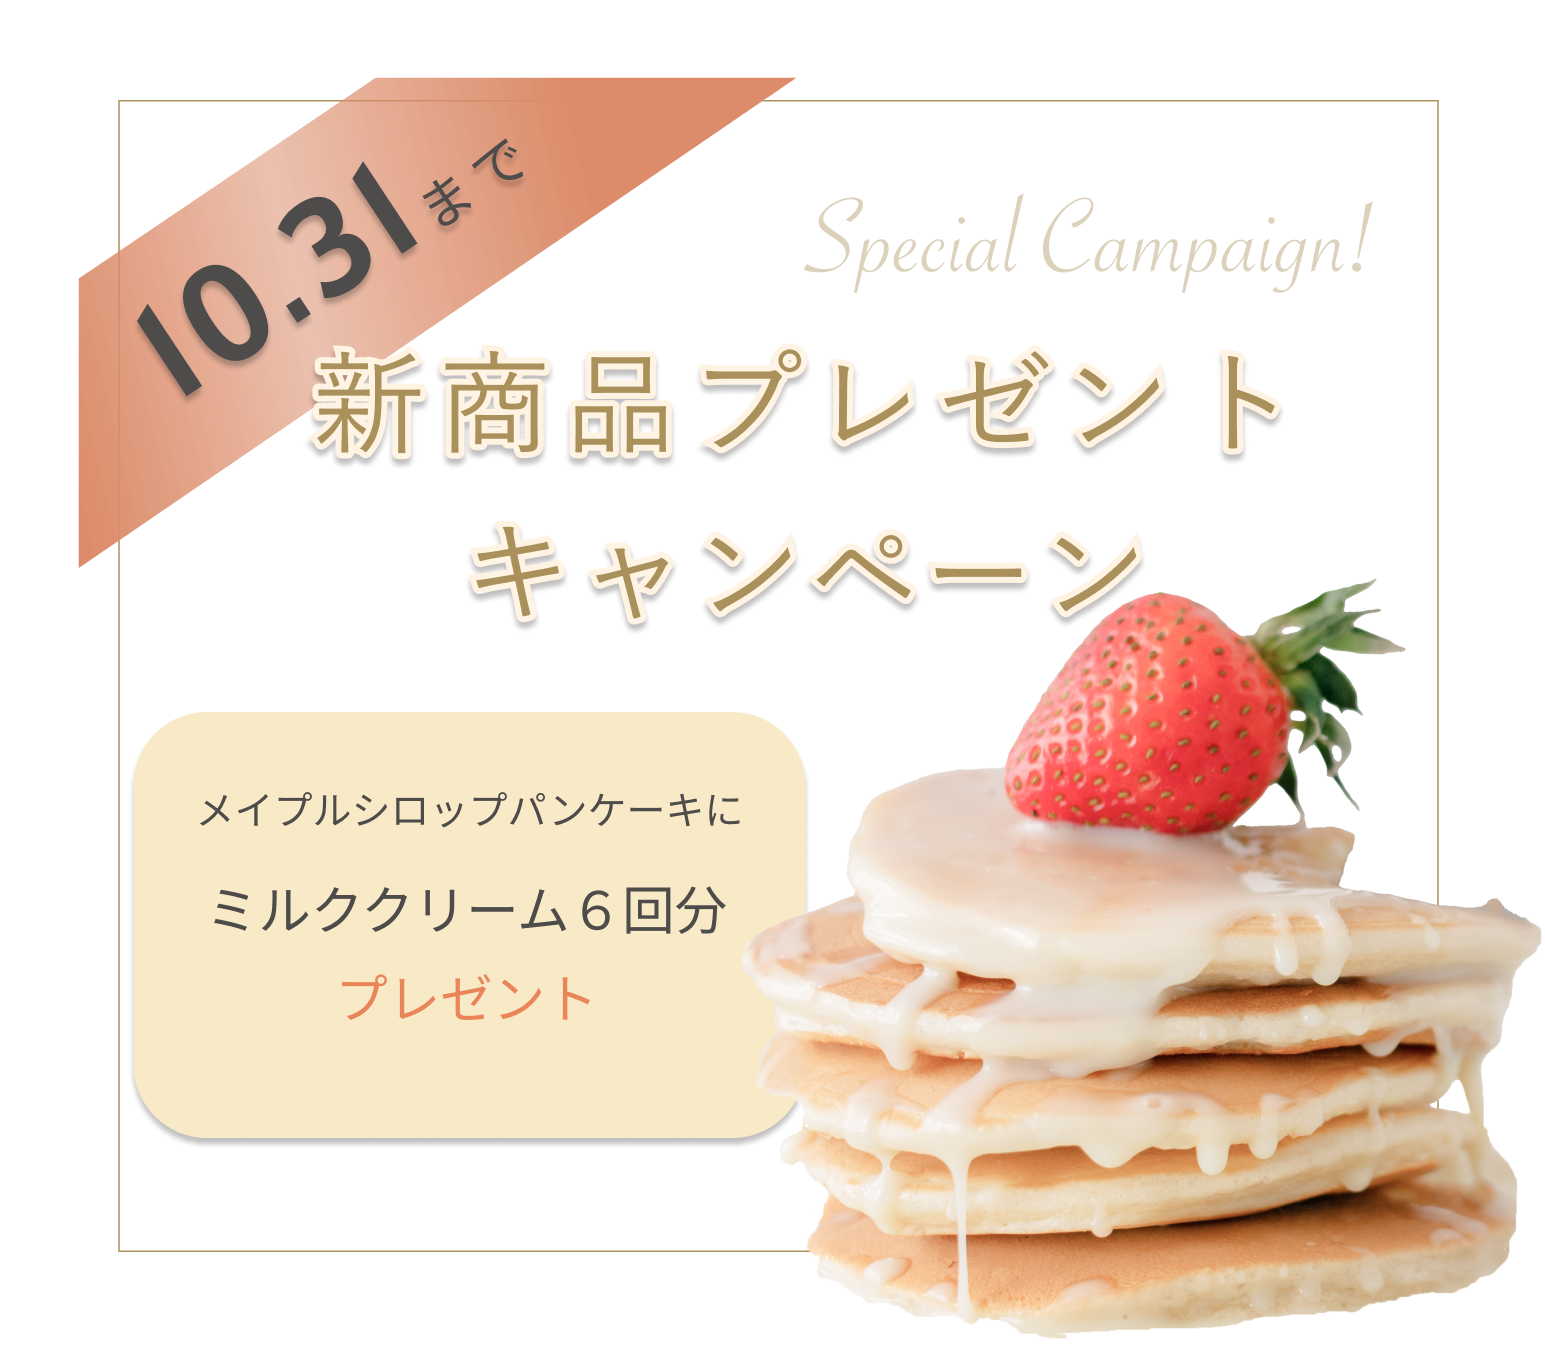 10.31まで
Special Campaign!
新商品プレゼント
キャンペーン
メイプルシロップパンケーキに
ミルククリーム６回分
プレゼント